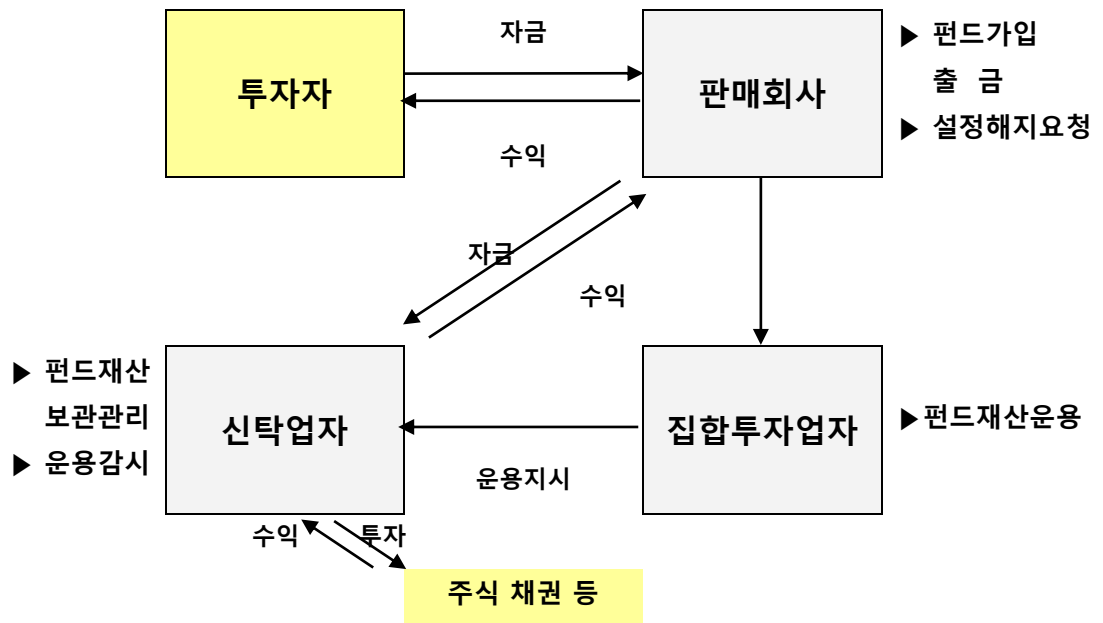 자금
투자자
판매회사
▶ 펀드가입
출 금
▶ 설정해지요청
수익
자금
수익
▶ 펀드재산
보관관리
▶ 운용감시
신탁업자
집합투자업자
▶펀드재산운용
운용지시
수익
투자
주식 채권 등